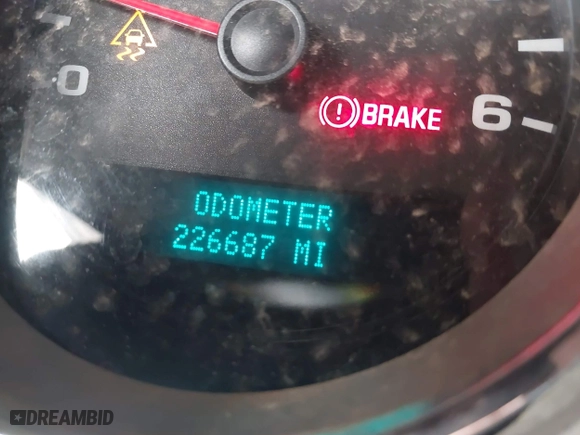 0
BRAKE
6
ODOMETER
226687 MI
DREAMBID